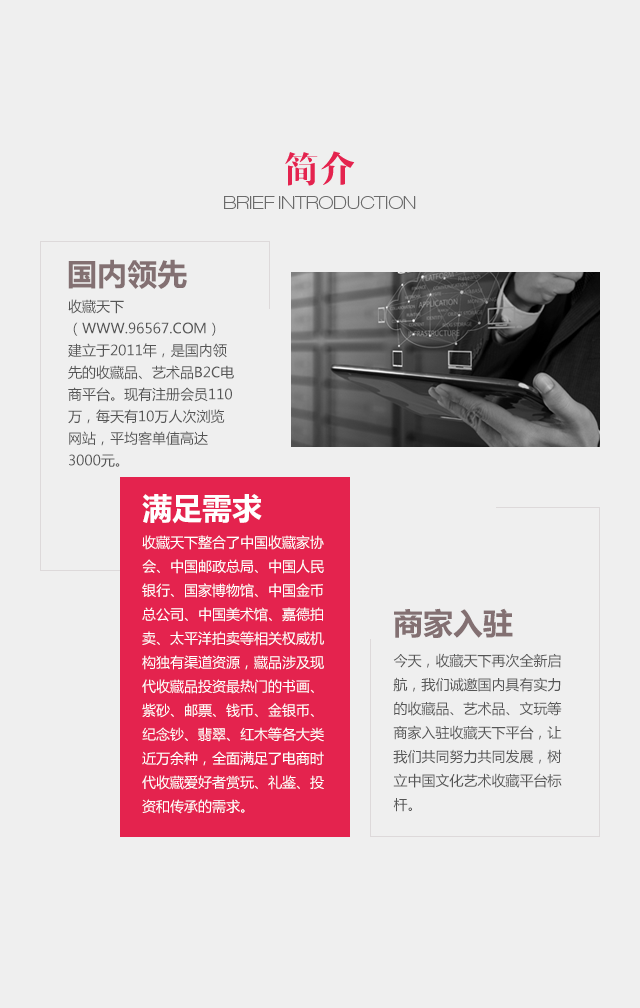 简介
BRIEF INTRODUCTION
国内领先
收藏天下
（WWW.96567.COM）
建立于2011年，是国内领
先的收藏品、艺术品B2C电
商平台。现有注册会员110
万，每天有10万人次浏览
网站，平均客单值高达
3000元。
PLATFORM
APPLICATION
INFRASTRUCTURE
满足需求
收藏天下整合了中国收藏家协
会、中国邮政总局、中国人民
银行、国家博物馆、中国金币
总公司、中国美术馆、嘉德拍
卖、太平洋拍卖等相关权威机
构独有渠道资源，藏品涉及现
代收藏品投资最热门的书画、
紫砂、邮票、钱币、金银币、
纪念钞、翡翠、红木等各大类
近万余种，全面满足了电商时
代收藏爱好者赏玩、礼鉴、投
资和传承的需求。
商家入驻
今天，收藏天下再次全新启
航，我们诚邀国内具有实力
的收藏品、艺术品、文玩等
商家入驻收藏天下平台，让
我们共同努力共同发展，树
立中国文化艺术收藏平台标
杆。